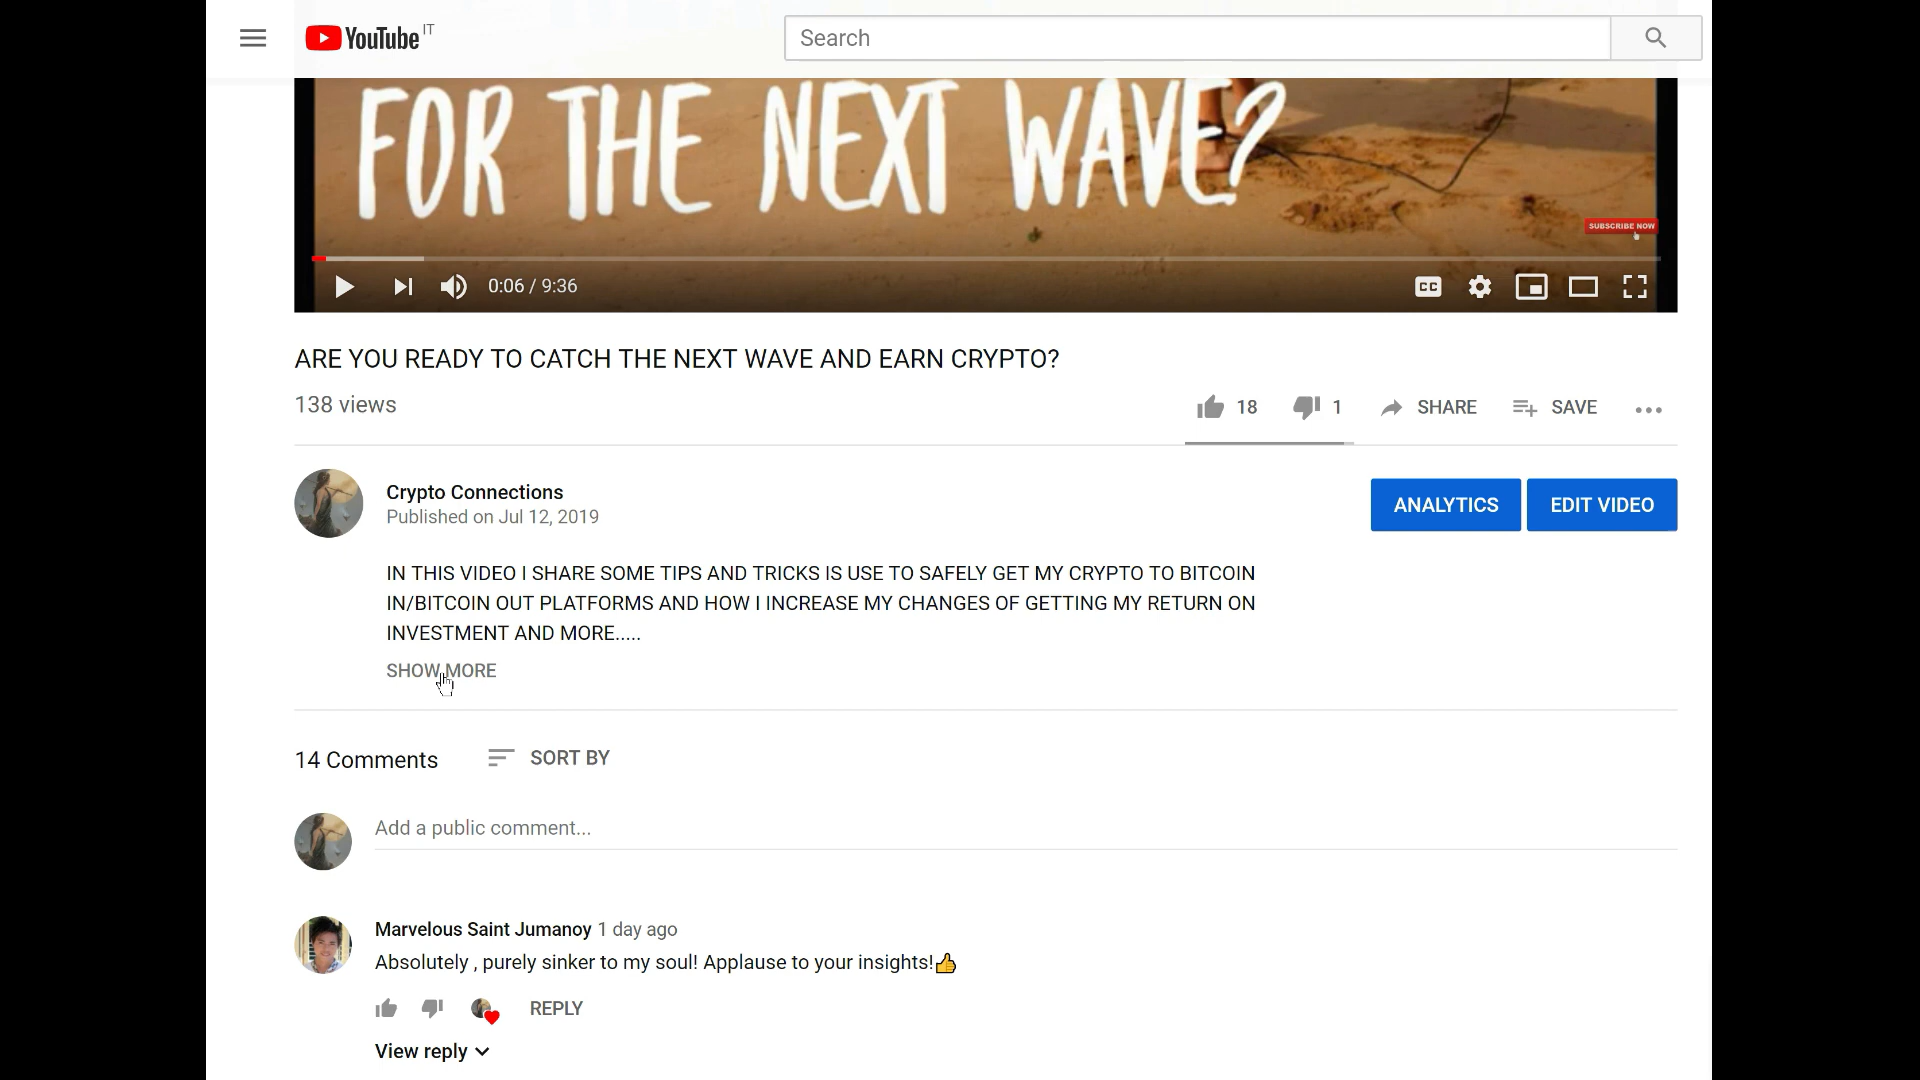 YouTube IT
Search
FOR THE NEXT WAVE?
SUBSCRIBE NOW
0:06 / 9:36
CC
ARE YOU READY TO CATCH THE NEXT WAVE AND EARN CRYPTO?
138 views
18
1
SHARE
SAVE
Crypto Connections
Published on Jul 12, 2019
ANALYTICS
EDIT VIDEO
IN THIS VIDEO I SHARE SOME TIPS AND TRICKS IS USE TO SAFELY GET MY CRYPTO TO BITCOIN
IN/BITCOIN OUT PLATFORMS AND HOW I INCREASE MY CHANGES OF GETTING MY RETURN ON
INVESTMENT AND MORE.....
SHOW MORE
14 Comments
SORT BY
Add a public comment...
Marvelous Saint Jumanoy 1 day ago
Absolutely , purely sinker to my soul! Applause to your insights!👍
REPLY
View reply